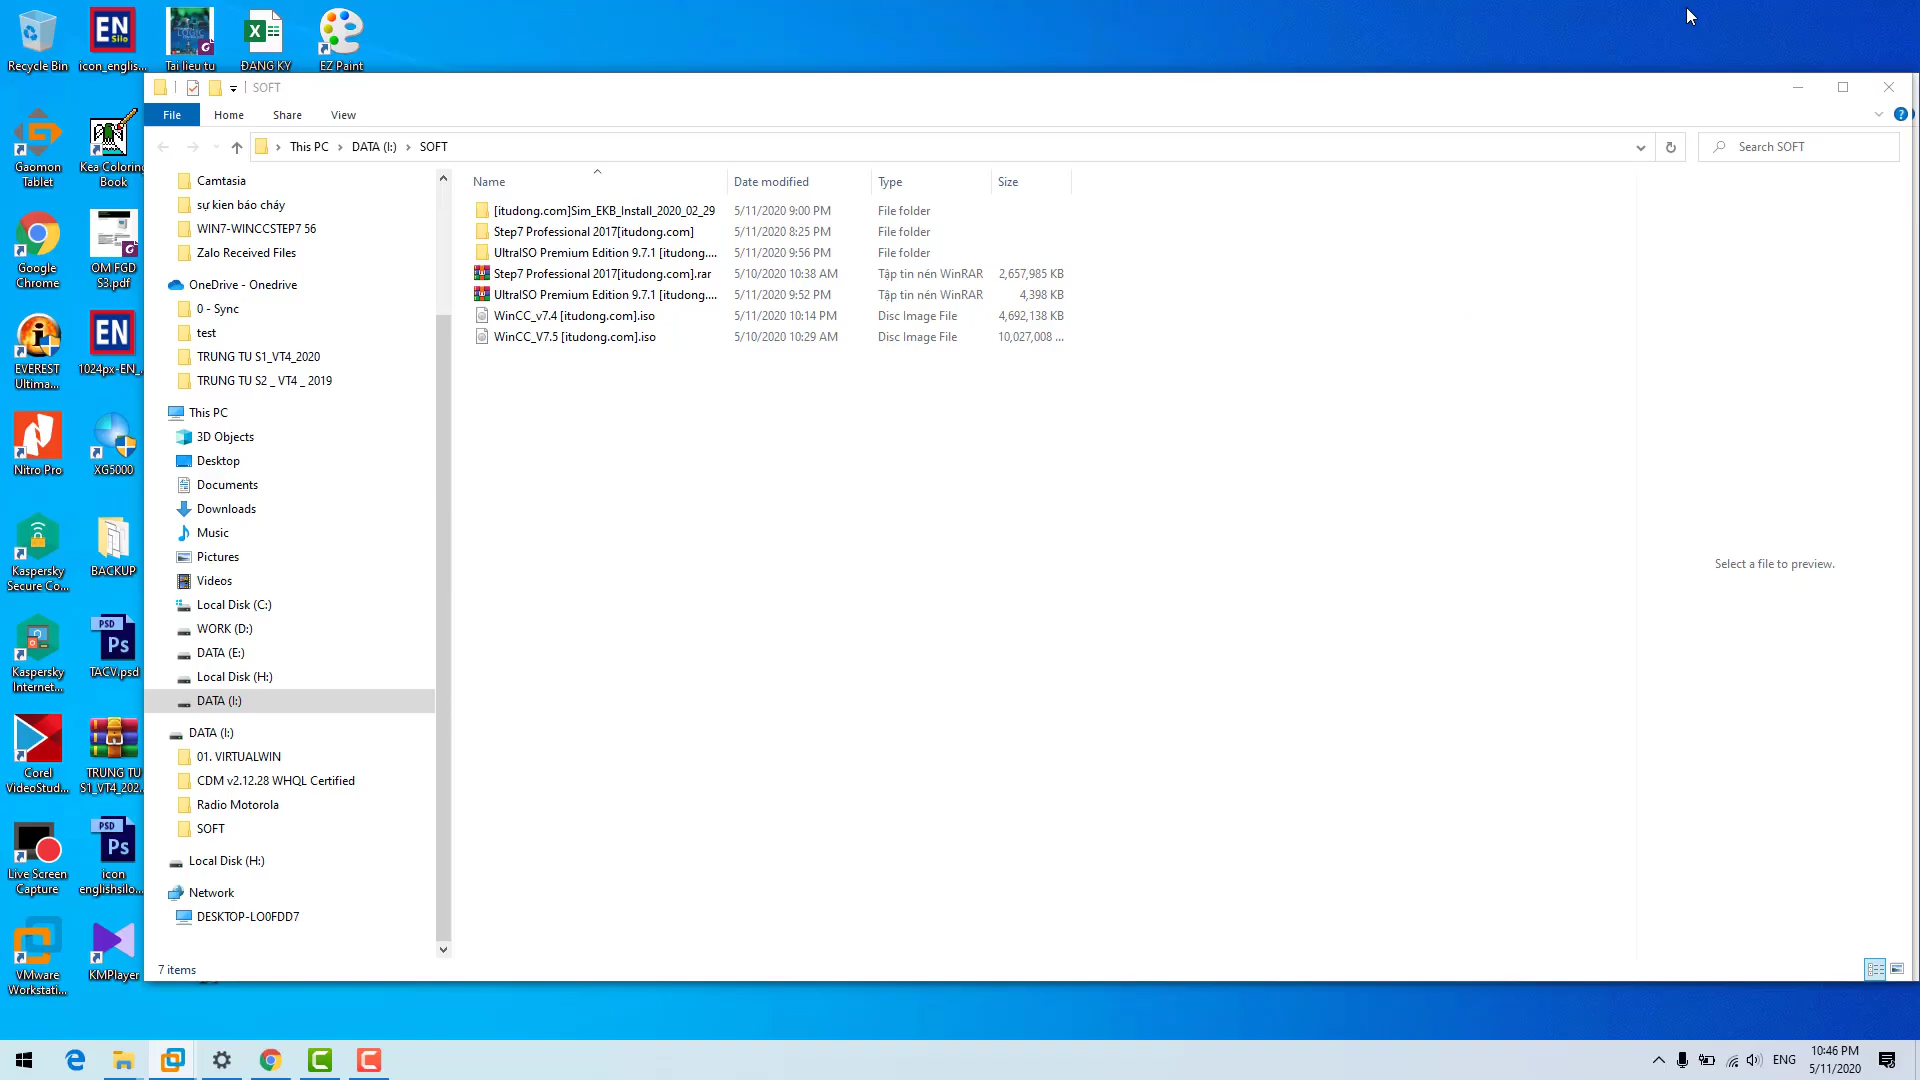 Recycle Bin
icon_englis...
Tai lieu tu
ĐANG KY
EZ Paint
SOFT
File
Home
Share
View
This PC
DATA (I:)
SOFT
Search SOFT
Gaomon
Tablet
Kea Coloring
Book
Google
Chrome
OM FGD
S3.pdf
EVEREST
Ultima...
1024px-EN_...
Nitro Pro
XG5000
Kaspersky
Secure Co...
BACKUP
Kaspersky
Internet...
TACV.psd
Corel
VideoStud...
TRUNG TU
S1_VT4_202...
Live Screen
Capture
icon
englishsilo...
VMware
Workstati...
KMPlayer
EN
Silo
EN
PSD
Ps
PSD
Ps
Camtasia
sự kien báo cháy
WIN7-WINCCSTEP7 56
Zalo Received Files
OneDrive - Onedrive
0 - Sync
test
TRUNG TU S1_VT4_2020
TRUNG TU S2 _ VT4 _ 2019
This PC
3D Objects
Desktop
Documents
Downloads
Music
Pictures
Videos
Local Disk (C:)
WORK (D:)
DATA (E:)
Local Disk (H:)
DATA (I:)
DATA (I:)
01. VIRTUALWIN
CDM v2.12.28 WHQL Certified
Radio Motorola
SOFT
Local Disk (H:)
Network
DESKTOP-LO0FDD7
Name Date modified Type Size
[itudong.com]Sim_EKB_Install_2020_02_29 5/11/2020 9:00 PM File folder
Step7 Professional 2017[itudong.com] 5/11/2020 8:25 PM File folder
UltraISO Premium Edition 9.7.1 [itudong.... 5/11/2020 9:56 PM File folder
Step7 Professional 2017[itudong.com].rar 5/10/2020 10:38 AM Tập tin nén WinRAR 2,657,985 KB
UltraISO Premium Edition 9.7.1 [itudong.... 5/11/2020 9:52 PM Tập tin nén WinRAR 4,398 KB
WinCC_v7.4 [itudong.com].iso 5/11/2020 10:14 PM Disc Image File 4,692,138 KB
WinCC_V7.5 [itudong.com].iso 5/10/2020 10:29 AM Disc Image File 10,027,008 ...
Select a file to preview.
7 items
ENG
10:46 PM
5/11/2020